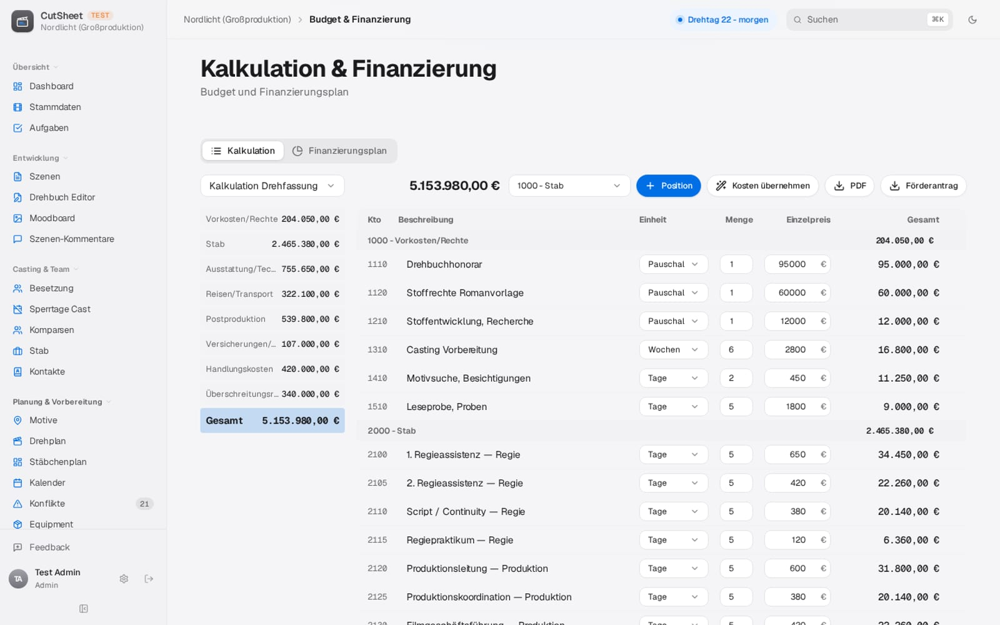 CutSheet TEST
Nordlicht (Großproduktion)
Übersicht
Dashboard
Stammdaten
Aufgaben
Entwicklung
Szenen
Drehbuch Editor
Moodboard
Szenen-Kommentare
Casting & Team
Besetzung
Sperrtage Cast
Komparsen
Stab
Kontakte
Planung & Vorbereitung
Motive
Drehplan
Stäbchenplan
Kalender
Konflikte 21
Equipment
Feedback
TA Test Admin
Admin
Nordlicht (Großproduktion) > Budget & Finanzierung
Drehtag 22 - morgen
Suchen ⌘K
Kalkulation & Finanzierung
Budget und Finanzierungsplan
Kalkulation Finanzierungsplan
Kalkulation Drehfassung
5.153.980,00 € 1000 - Stab + Position Kosten übernehmen PDF Förderantrag
Vorkosten/Rechte 204.050,00 €
Stab 2.465.380,00 €
Ausstattung/Tec… 755.650,00 €
Reisen/Transport 322.100,00 €
Postproduktion 539.800,00 €
Versicherungen/… 107.000,00 €
Handlungskosten 420.000,00 €
Überschreitungsr… 340.000,00 €
Gesamt 5.153.980,00 €
Kto Beschreibung Einheit Menge Einzelpreis Gesamt
1000 - Vorkosten/Rechte 204.050,00 €
1110 Drehbuchhonorar Pauschal 1 95000 € 95.000,00 €
1120 Stoffrechte Romanvorlage Pauschal 1 60000 € 60.000,00 €
1210 Stoffentwicklung, Recherche Pauschal 1 12000 € 12.000,00 €
1310 Casting Vorbereitung Wochen 6 2800 € 16.800,00 €
1410 Motivsuche, Besichtigungen Tage 2 450 € 11.250,00 €
1510 Leseprobe, Proben Tage 5 1800 € 9.000,00 €
2000 - Stab 2.465.380,00 €
2100 1. Regieassistenz — Regie Tage 5 650 € 34.450,00 €
2105 2. Regieassistenz — Regie Tage 5 420 € 22.260,00 €
2110 Script / Continuity — Regie Tage 5 380 € 20.140,00 €
2115 Regiepraktikum — Regie Tage 5 120 € 6.360,00 €
2120 Produktionsleitung — Produktion Tage 5 600 € 31.800,00 €
2125 Produktionskoordination — Produktion Tage 5 380 € 20.140,00 €
2130 Filmgeschäftsführung — Produktion Tage 5 420 € 22.260,00 €